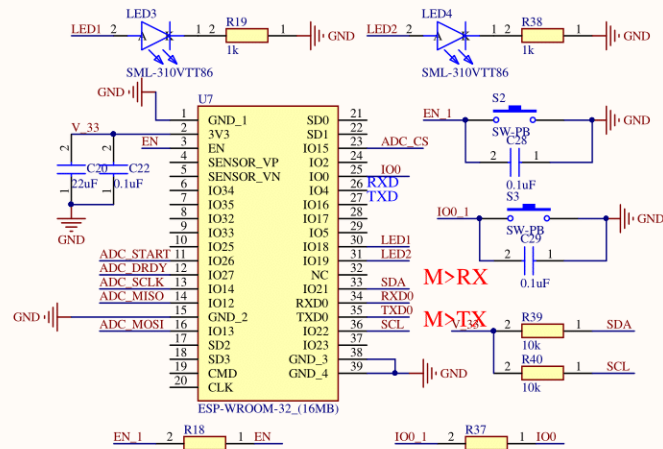 LED3
LED1 2 A K 1 2 R19 1 GND
1k
SML-310VTT86
LED4
LED2 2 A K 1 2 R38 1 GND
1k
SML-310VTT86
GND
U7
1 GND_1 SD0 21
V_33 2 3V3 SD1 22
EN 3 EN IO15 23 ADC_CS
4 SENSOR_VP IO2 24
5 SENSOR_VN IO0 25 IO0
6 IO34 IO4 26 RXD
7 IO35 IO16 27 TXD
8 IO32 IO17 28
9 IO33 IO5 29
10 IO25 IO18 30 LED1
ADC_START 11 IO26 IO19 31 LED2
ADC_DRDY 12 IO27 NC 32
ADC_SCLK 13 IO14 IO21 33 SDA
ADC_MISO 14 IO12 RXD0 34 RXD0
GND 15 GND_2 TXD0 35 TXD0
ADC_MOSI 16 IO13 IO22 36 SCL
17 SD2 IO23 37
18 SD3 GND_3 38
19 CMD GND_4 39 GND
20 CLK
ESP-WROOM-32_(16MB)
2 2
C20 C22
22uF 0.1uF
1 1
GND
S2
EN_1 GND
SW-PB
C28
2 1
0.1uF
S3
IO0_1 GND
SW-PB
C29
2 1
0.1uF
M>RX
M>TX
V_33 2 R39 1 SDA
10k
2 R40 1 SCL
10k
EN_1 2 R18 1 EN
IO0_1 2 R37 1 IO0